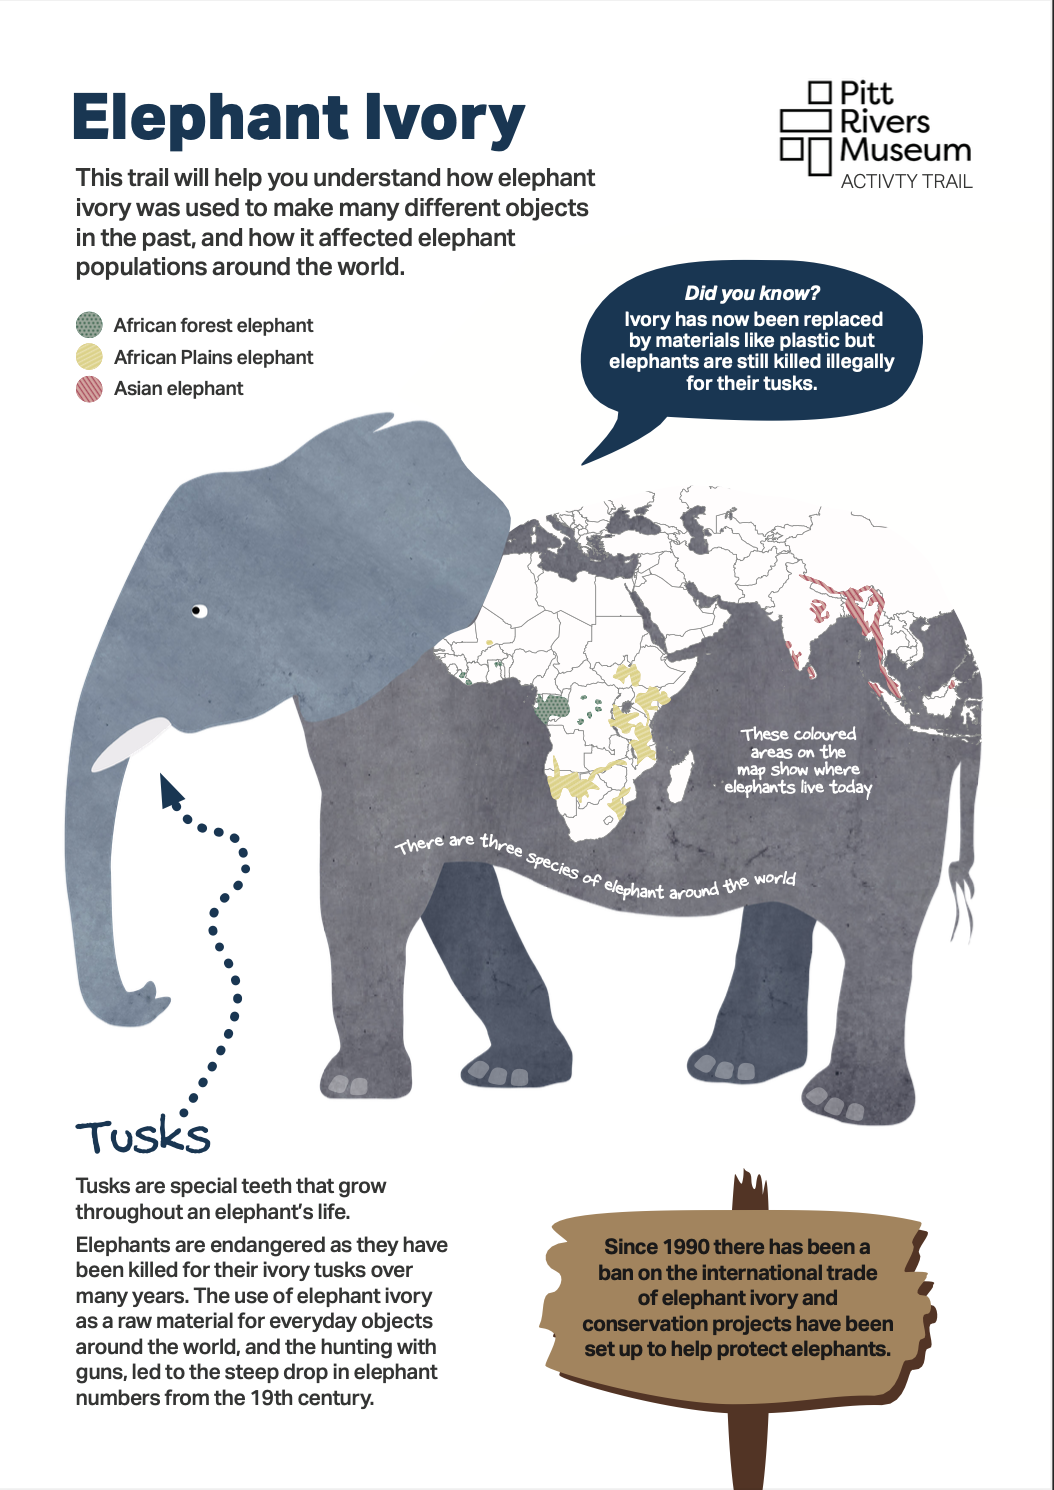 Elephant Ivory
This trail will help you understand how elephant
ivory was used to make many different objects
in the past, and how it affected elephant
populations around the world.
Pitt
Rivers
Museum
ACTIVTY TRAIL
African forest elephant
African Plains elephant
Asian elephant
Did you know?
Ivory has now been replaced
by materials like plastic but
elephants are still killed illegally
for their tusks.
These coloured
areas on the
map show where
elephants live today
There are three species of elephant around the world
Tusks
Tusks are special teeth that grow
throughout an elephant's life.
Elephants are endangered as they have
been killed for their ivory tusks over
many years. The use of elephant ivory
as a raw material for everyday objects
around the world, and the hunting with
guns, led to the steep drop in elephant
numbers from the 19th century.
Since 1990 there has been a
ban on the international trade
of elephant ivory and
conservation projects have been
set up to help protect elephants.